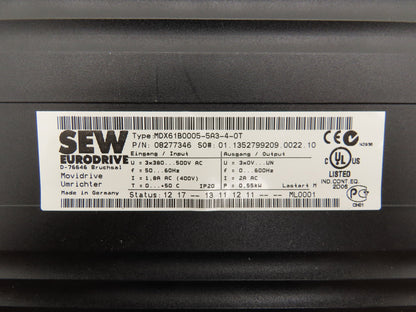 SEW
EURODRIVE
D-76646 Bruchsal
Movidrive
Umrichter
Made in Germany
Type:MDX61B0005-5A3-4-0T
P/N: 08277346 SO#: 01.1352799209.0022.10
Eingang / Input
U = 3x380...500V AC
f = 50...60Hz
I = 1,8A AC (400V)
T = 0...+50 C IP20
Ausgang / Output
U = 3x0V...UN
f = 0...600Hz
I = 2A AC
P = 0.55kW Lastart M
Status: 12 17 -- 13 11 12 11 -- -- ML0001
CE
N2936
C UL US
LISTED
IND.CONT.EQ.
2D06